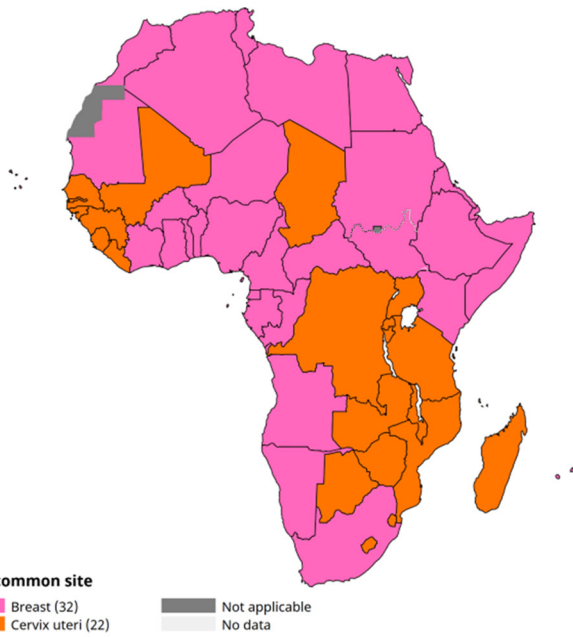 ommon site
Breast (32)
Cervix uteri (22)
Not applicable
No data